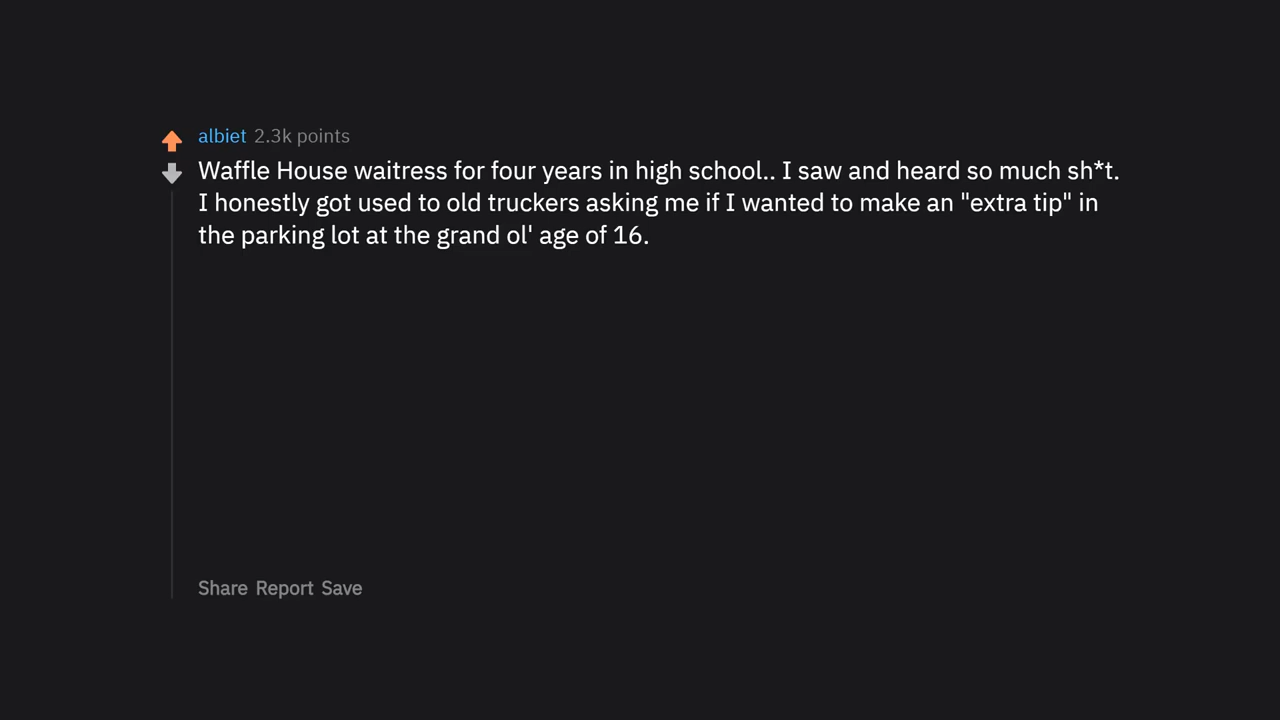 albiet 2.3k points
Waffle House waitress for four years in high school.. I saw and heard so much sh*t.
I honestly got used to old truckers asking me if I wanted to make an "extra tip" in
the parking lot at the grand ol' age of 16.
Share Report Save